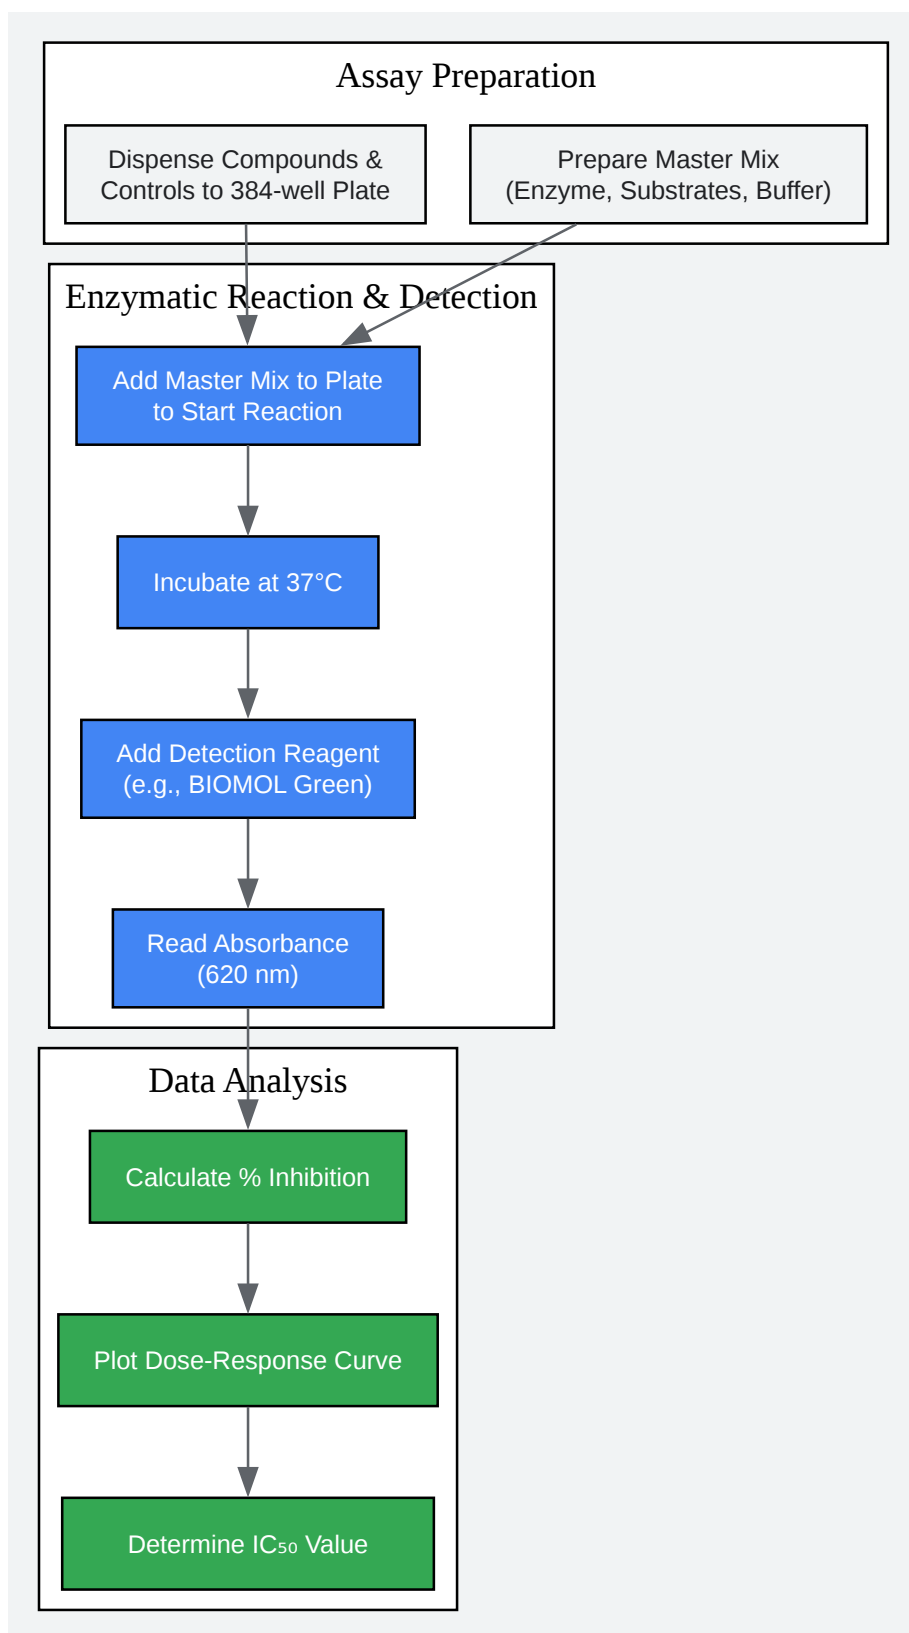 Assay Preparation
Dispense Compounds &
Controls to 384-well Plate
Prepare Master Mix
(Enzyme, Substrates, Buffer)
Enzymatic Reaction & Detection
Add Master Mix to Plate
to Start Reaction
Incubate at 37°C
Add Detection Reagent
(e.g., BIOMOL Green)
Read Absorbance
(620 nm)
Data Analysis
Calculate % Inhibition
Plot Dose-Response Curve
Determine IC₅₀ Value